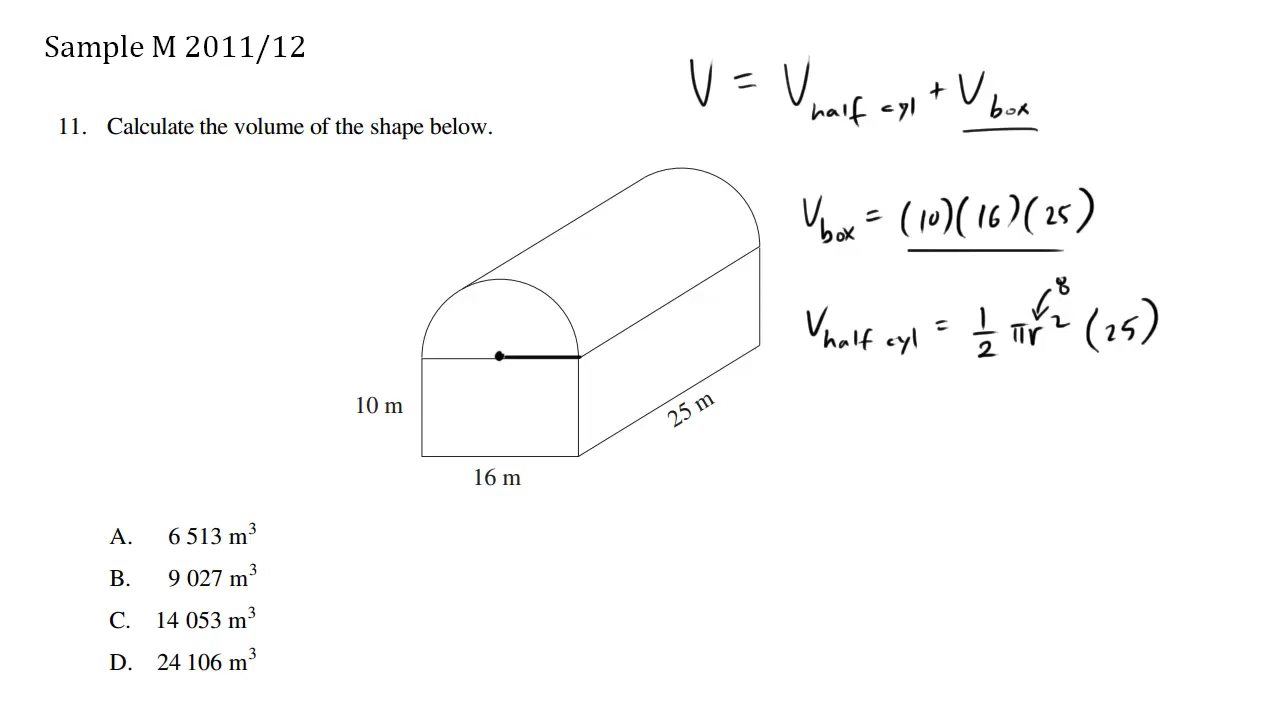 Sample M 2011/12
V = V half cyl + V box
11. Calculate the volume of the shape below.
V box = (10)(16)(25)
8
V half cyl = 1/2 πr² (25)
10 m
25 m
16 m
A. 6 513 m³
B. 9 027 m³
C. 14 053 m³
D. 24 106 m³